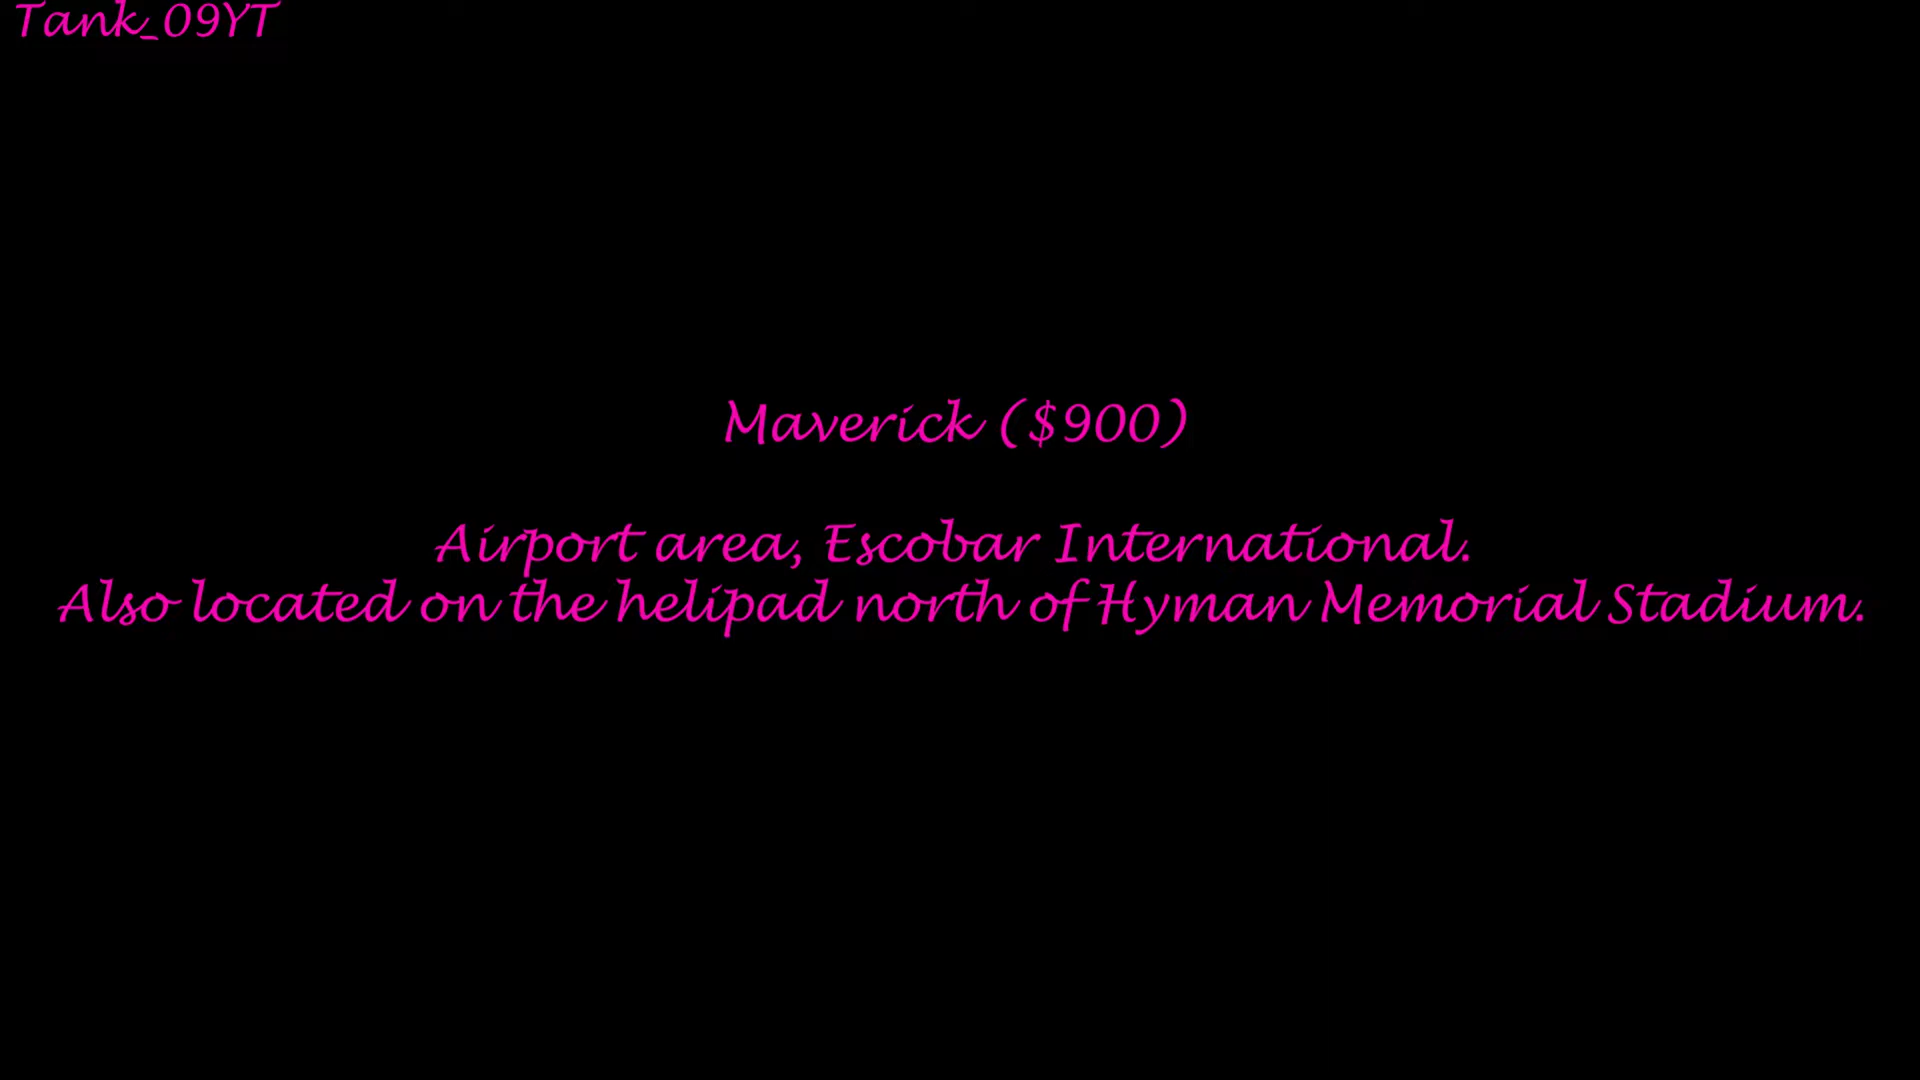 Tank_09YT
Maverick ($900)
Airport area, Escobar International.
Also located on the helipad north of Hyman Memorial Stadium.